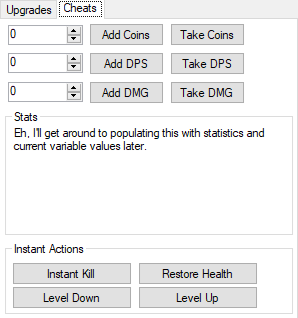 Upgrades Cheats
0 Add Coins Take Coins
0 Add DPS Take DPS
0 Add DMG Take DMG
Stats
Eh, I'll get around to populating this with statistics and
current variable values later.
Instant Actions
Instant Kill Restore Health
Level Down Level Up